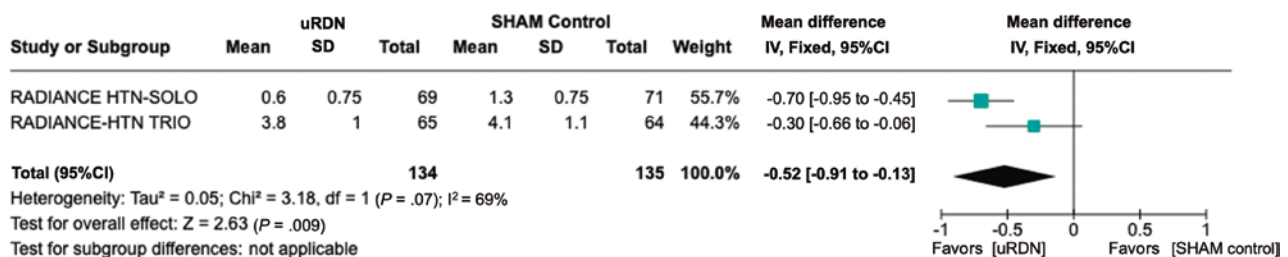 uRDN SHAM Control Mean difference Mean difference
Study or Subgroup Mean SD Total Mean SD Total Weight IV, Fixed, 95%CI IV, Fixed, 95%CI
RADIANCE HTN-SOLO 0.6 0.75 69 1.3 0.75 71 55.7% -0.70 [-0.95 to -0.45]
RADIANCE-HTN TRIO 3.8 1 65 4.1 1.1 64 44.3% -0.30 [-0.66 to -0.06]
Total (95%CI) 134 135 100.0% -0.52 [-0.91 to -0.13]
Heterogeneity: Tau² = 0.05; Chi² = 3.18, df = 1 (P = .07); I² = 69%
Test for overall effect: Z = 2.63 (P = .009)
Test for subgroup differences: not applicable
-1 -0.5 0 0.5 1
Favors [uRDN] Favors [SHAM control]